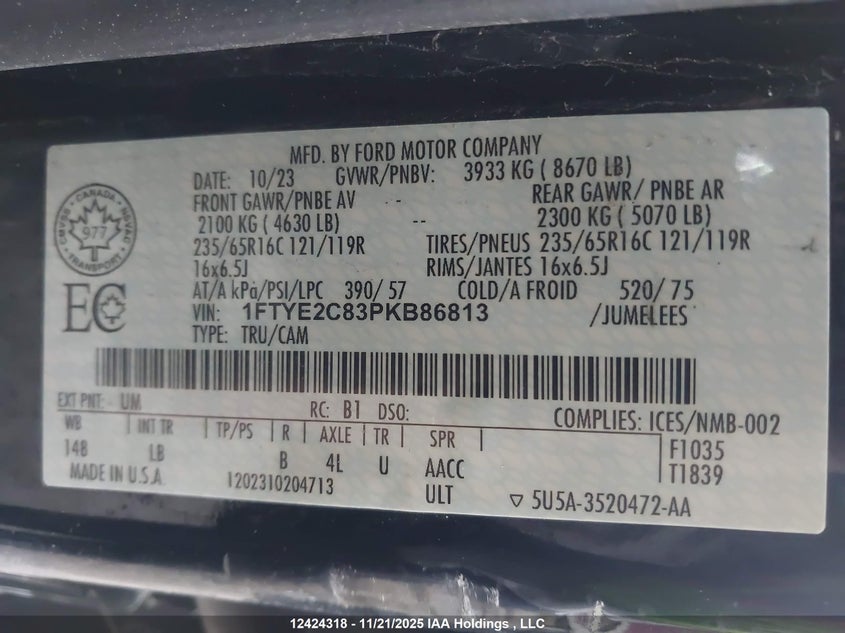 MFD. BY FORD MOTOR COMPANY
DATE: 10/23 GVWR/PNBV: 3933 KG ( 8670 LB)
FRONT GAWR/PNBE AV REAR GAWR/ PNBE AR
2100 KG ( 4630 LB) -- 2300 KG ( 5070 LB)
235/65R16C 121/119R TIRES/PNEUS 235/65R16C 121/119R
16x6.5J RIMS/JANTES 16x6.5J
AT/A kPa/PSI/LPC 390/ 57 COLD/A FROID 520/ 75
VIN: 1FTYE2C83PKB86813 /JUMELEES
TYPE: TRU/CAM
CANADA
CMVSS NSVAC
977
TRANSPORT
EC
EXT PNT: UM RC: B1 DSO: COMPLIES: ICES/NMB-002
WB INT TR TP/PS R AXLE TR SPR F1035
148 LB B 4L U AACC T1839
MADE IN U.S.A. 1202310204713 ULT ▽ 5U5A-3520472-AA
12424318 - 11/21/2025 IAA Holdings , LLC